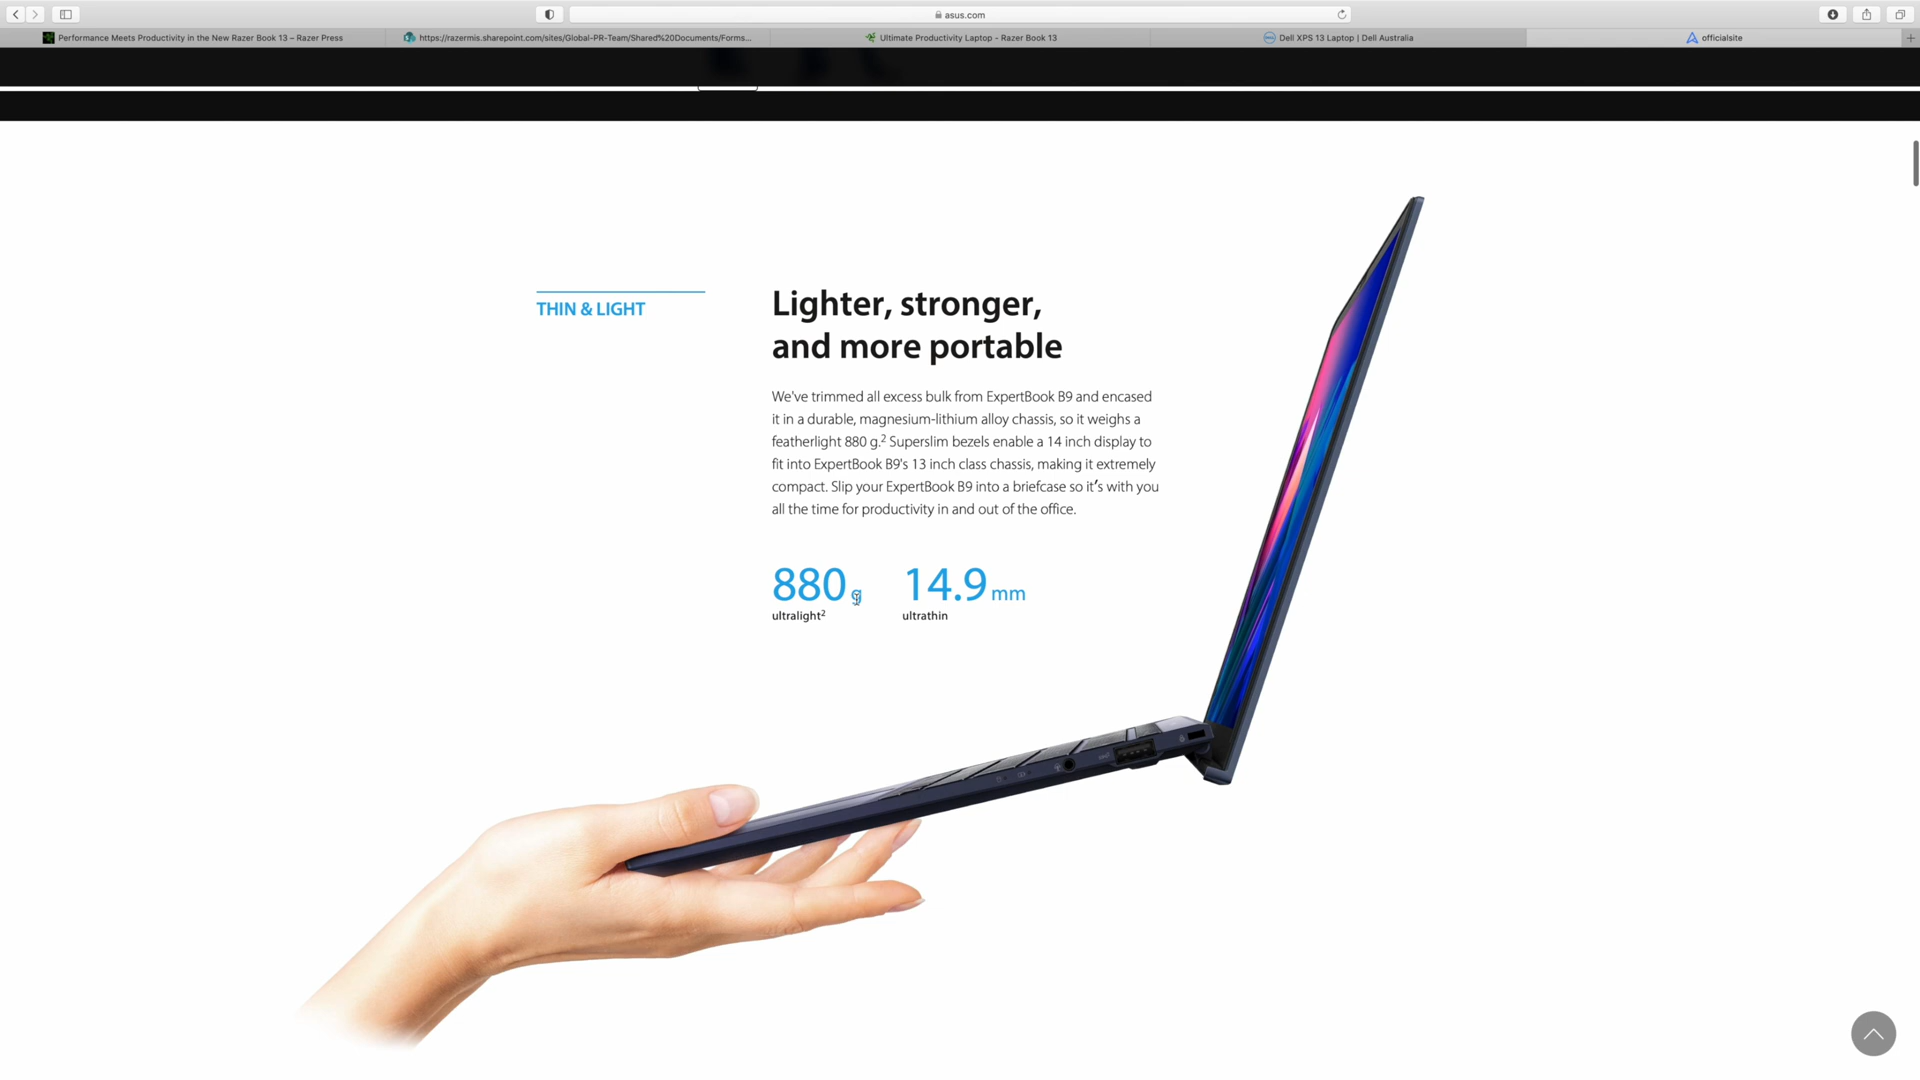 asus.com
Performance Meets Productivity in the New Razer Book 13 – Razer Press
https://razermis.sharepoint.com/sites/Global-PR-Team/Shared%20Documents/Forms...
Ultimate Productivity Laptop - Razer Book 13
Dell XPS 13 Laptop | Dell Australia
officialsite
THIN & LIGHT
Lighter, stronger,
and more portable
We've trimmed all excess bulk from ExpertBook B9 and encased
it in a durable, magnesium-lithium alloy chassis, so it weighs a
featherlight 880 g.² Superslim bezels enable a 14 inch display to
fit into ExpertBook B9's 13 inch class chassis, making it extremely
compact. Slip your ExpertBook B9 into a briefcase so it's with you
all the time for productivity in and out of the office.
880 g 14.9 mm
ultralight² ultrathin